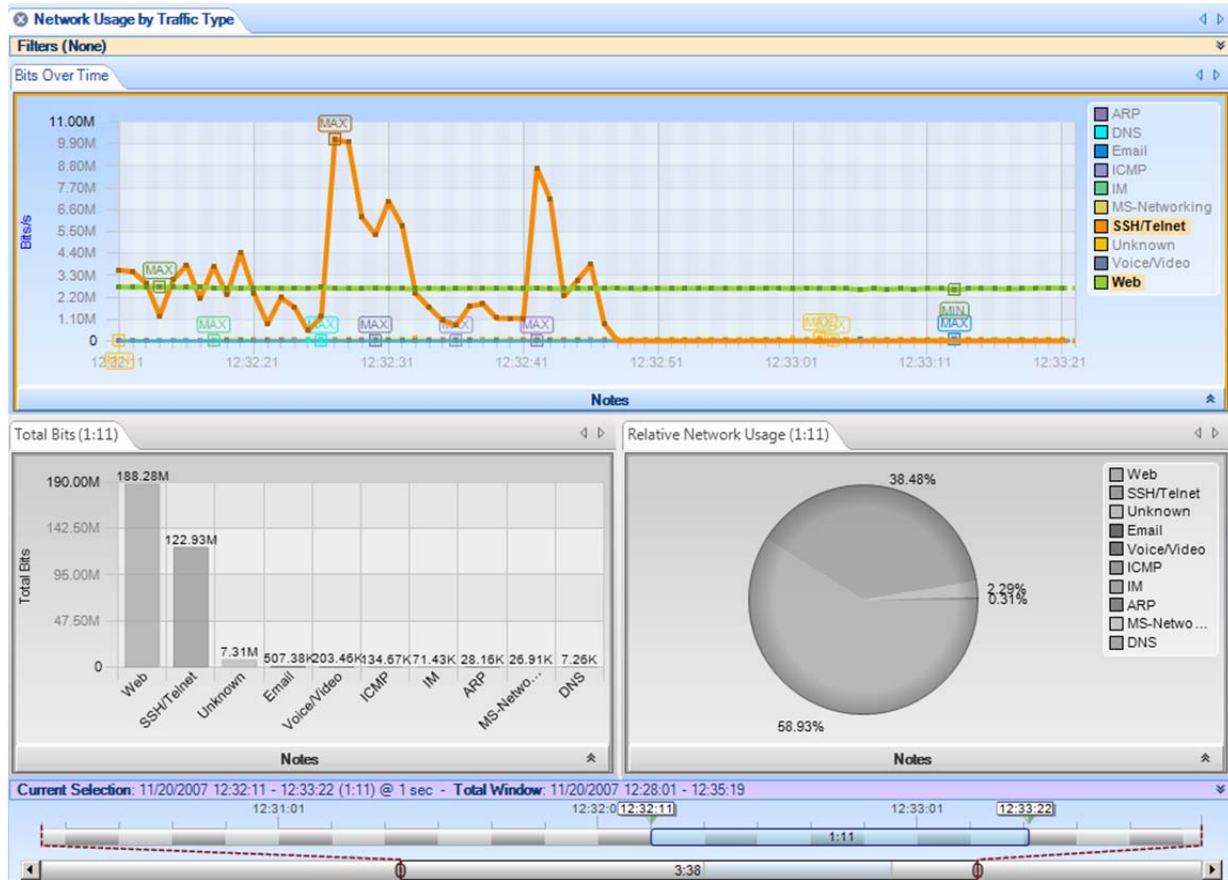 Network Usage by Traffic Type
Filters (None)
Bits Over Time
11.00M
9.90M
8.80M
7.70M
6.60M
5.50M
4.40M
3.30M
2.20M
1.10M
0
Bits/s
MAX
MAX
MAX
MAX
MAX
MAX
MAX
MAX
MIN
MAX
12:32:21
12:32:31
12:32:41
12:32:51
12:33:01
12:33:11
12:33:21
ARP
DNS
Email
ICMP
IM
MS-Networking
SSH/Telnet
Unknown
Voice/Video
Web
Notes
Total Bits (1:11)
190.00M
142.50M
95.00M
47.50M
0
Total Bits
188.28M
122.93M
7.31M
507.38K
203.46K
134.67K
71.43K
28.16K
26.91K
7.26K
Web
SSH/Telnet
Unknown
Email
Voice/Video
ICMP
IM
ARP
MS-Netwo...
DNS
Notes
Relative Network Usage (1:11)
38.48%
2.29%
0.31%
58.93%
Web
SSH/Telnet
Unknown
Email
Voice/Video
ICMP
IM
ARP
MS-Netwo ...
DNS
Notes
Current Selection: 11/20/2007 12:32:11 - 12:33:22 (1:11) @ 1 sec - Total Window: 11/20/2007 12:28:01 - 12:35:19
12:31:01
12:32:0
12:32:11
12:33:01
12:33:22
1:11
3:38